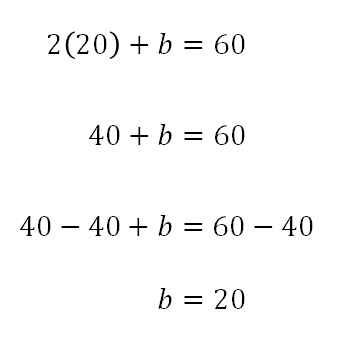 2(20) + b = 60
40 + b = 60
40 − 40 + b = 60 − 40
b = 20